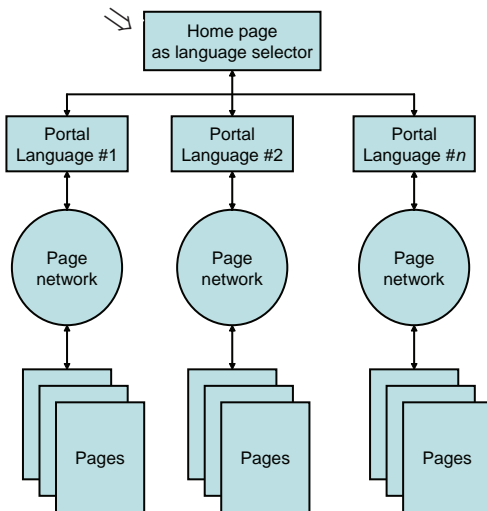 Home page
as language selector
Portal
Language #1
Portal
Language #2
Portal
Language #n
Page
network
Page
network
Page
network
Pages
Pages
Pages